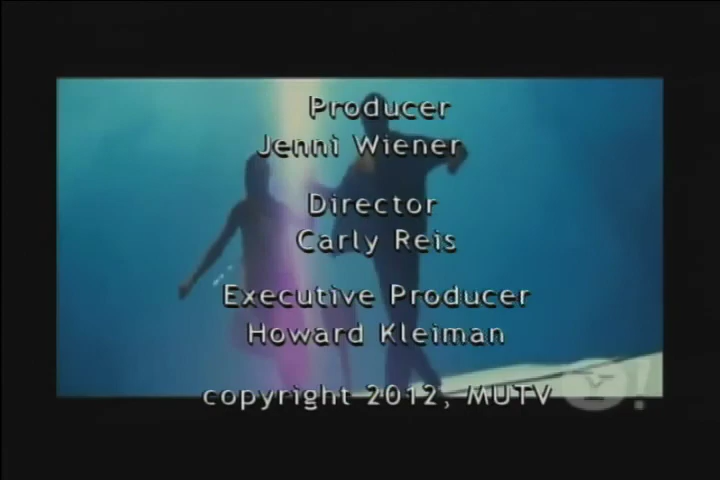 Producer
Jenni Wiener
Director
Carly Reis
Executive Producer
Howard Kleiman
copyright 2012, MUTV
Y!